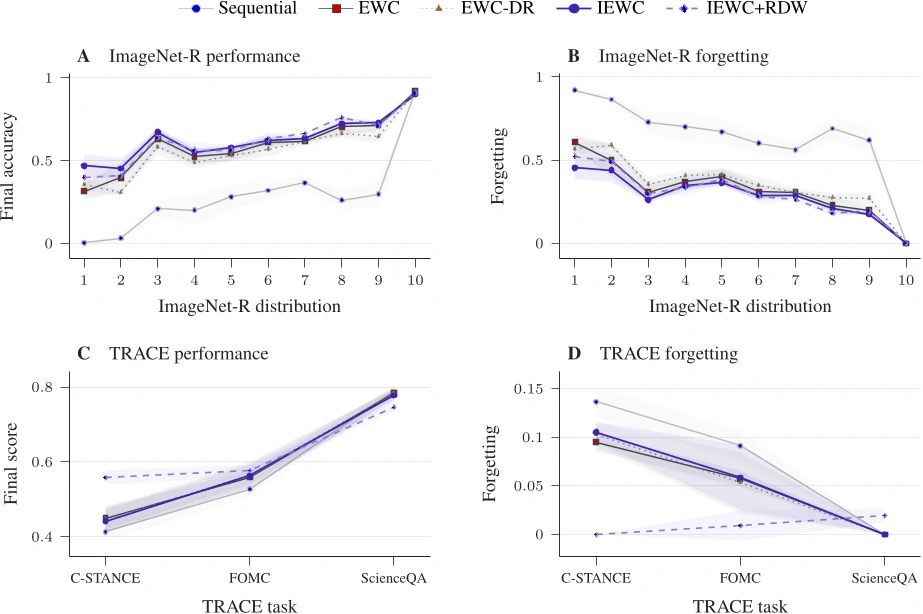 Sequential EWC EWC-DR IEWC IEWC+RDW
A ImageNet-R performance
1
0.5
0
Final accuracy
1 2 3 4 5 6 7 8 9 10
ImageNet-R distribution
B ImageNet-R forgetting
1
0.5
0
Forgetting
1 2 3 4 5 6 7 8 9 10
ImageNet-R distribution
C TRACE performance
0.8
0.6
0.4
Final score
C-STANCE FOMC ScienceQA
TRACE task
D TRACE forgetting
0.15
0.1
0.05
0
Forgetting
C-STANCE FOMC ScienceQA
TRACE task